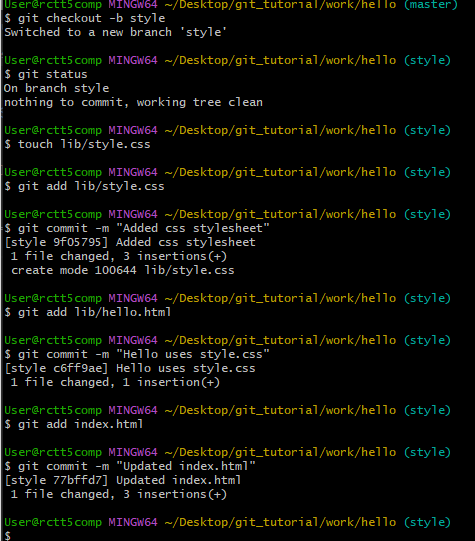 User@rctt5comp MINGW64 ~/Desktop/git_tutorial/work/hello (master)
$ git checkout -b style
Switched to a new branch 'style'
User@rctt5comp MINGW64 ~/Desktop/git_tutorial/work/hello (style)
$ git status
On branch style
nothing to commit, working tree clean
User@rctt5comp MINGW64 ~/Desktop/git_tutorial/work/hello (style)
$ touch lib/style.css
User@rctt5comp MINGW64 ~/Desktop/git_tutorial/work/hello (style)
$ git add lib/style.css
User@rctt5comp MINGW64 ~/Desktop/git_tutorial/work/hello (style)
$ git commit -m "Added css stylesheet"
[style 9f05795] Added css stylesheet
 1 file changed, 3 insertions(+)
 create mode 100644 lib/style.css
User@rctt5comp MINGW64 ~/Desktop/git_tutorial/work/hello (style)
$ git add lib/hello.html
User@rctt5comp MINGW64 ~/Desktop/git_tutorial/work/hello (style)
$ git commit -m "Hello uses style.css"
[style c6ff9ae] Hello uses style.css
 1 file changed, 1 insertion(+)
User@rctt5comp MINGW64 ~/Desktop/git_tutorial/work/hello (style)
$ git add index.html
User@rctt5comp MINGW64 ~/Desktop/git_tutorial/work/hello (style)
$ git commit -m "Updated index.html"
[style 77bffd7] Updated index.html
 1 file changed, 3 insertions(+)
User@rctt5comp MINGW64 ~/Desktop/git_tutorial/work/hello (style)
$